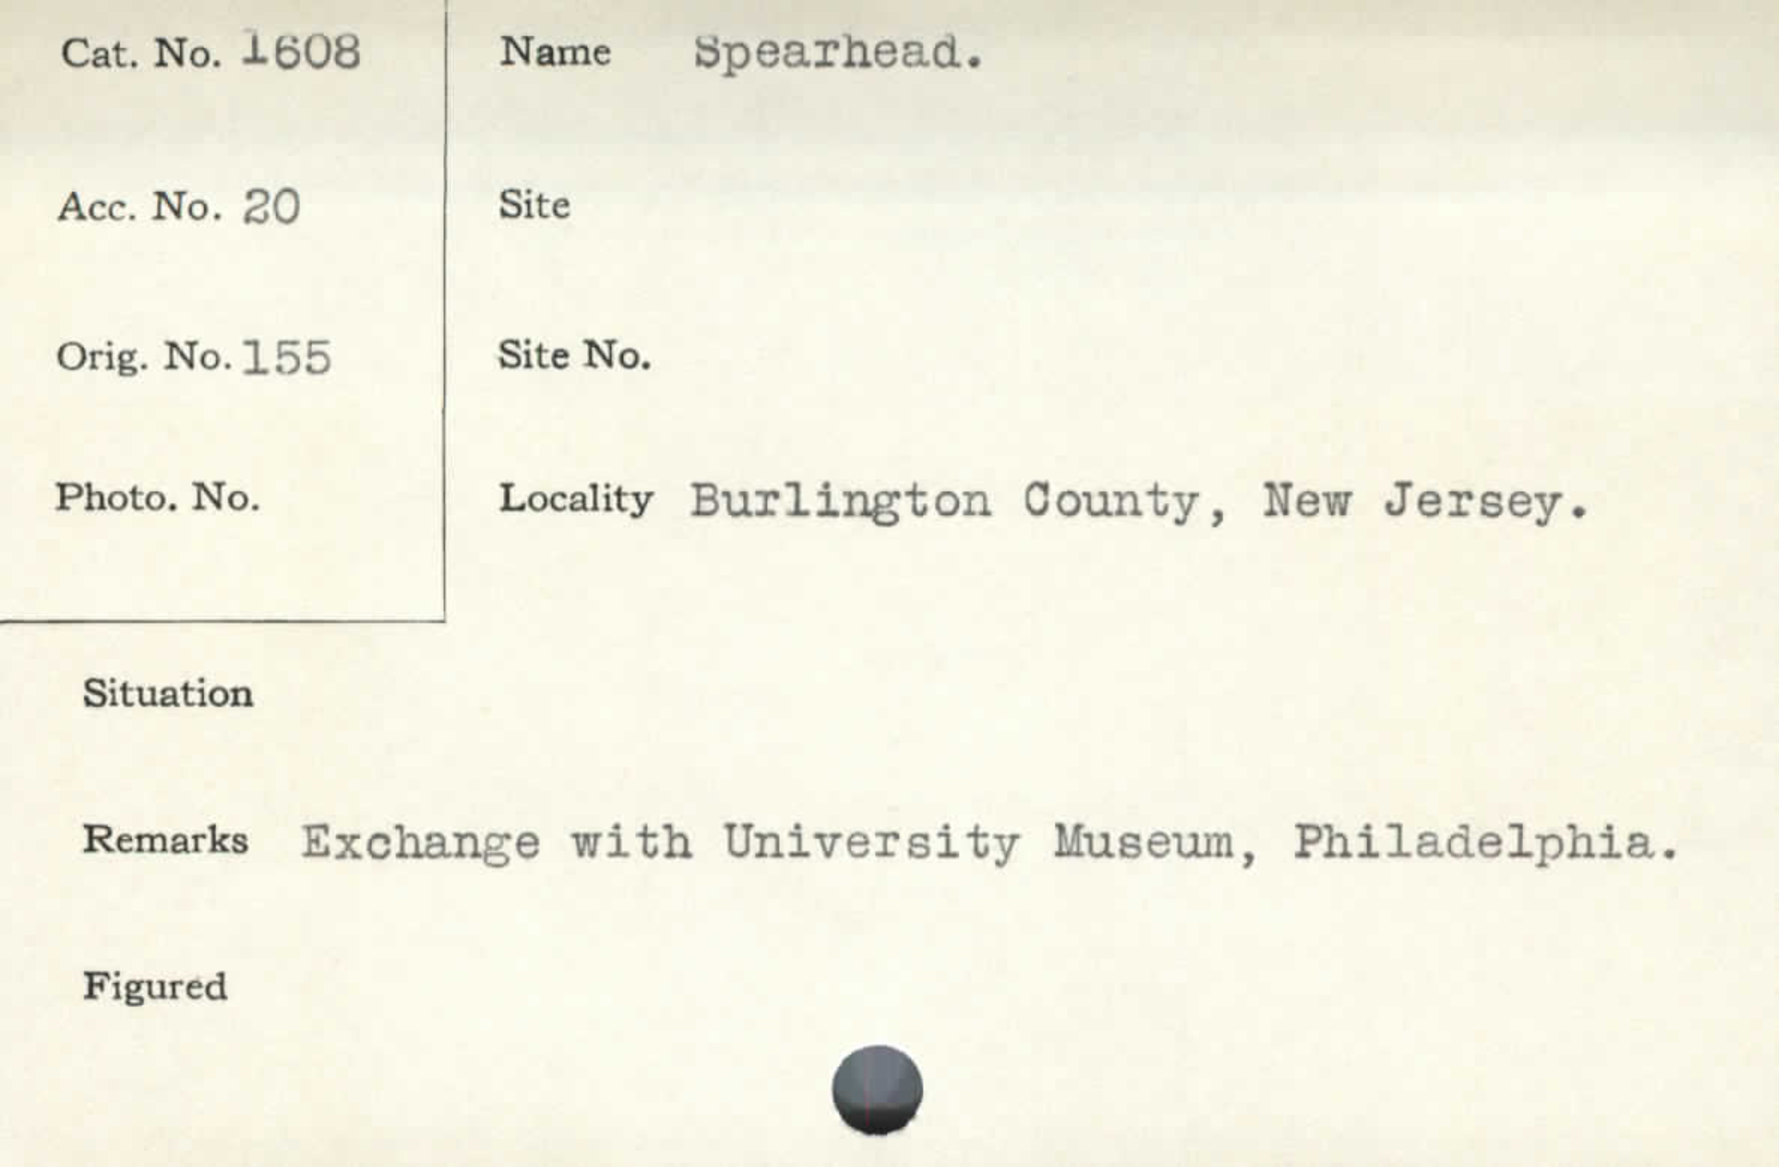 Cat. No. 1608
Name Spearhead.
Acc. No. 20
Site
Orig. No. 155
Site No.
Photo. No.
Locality Burlington County, New Jersey.
Situation
Remarks Exchange with University Museum, Philadelphia.
Figured